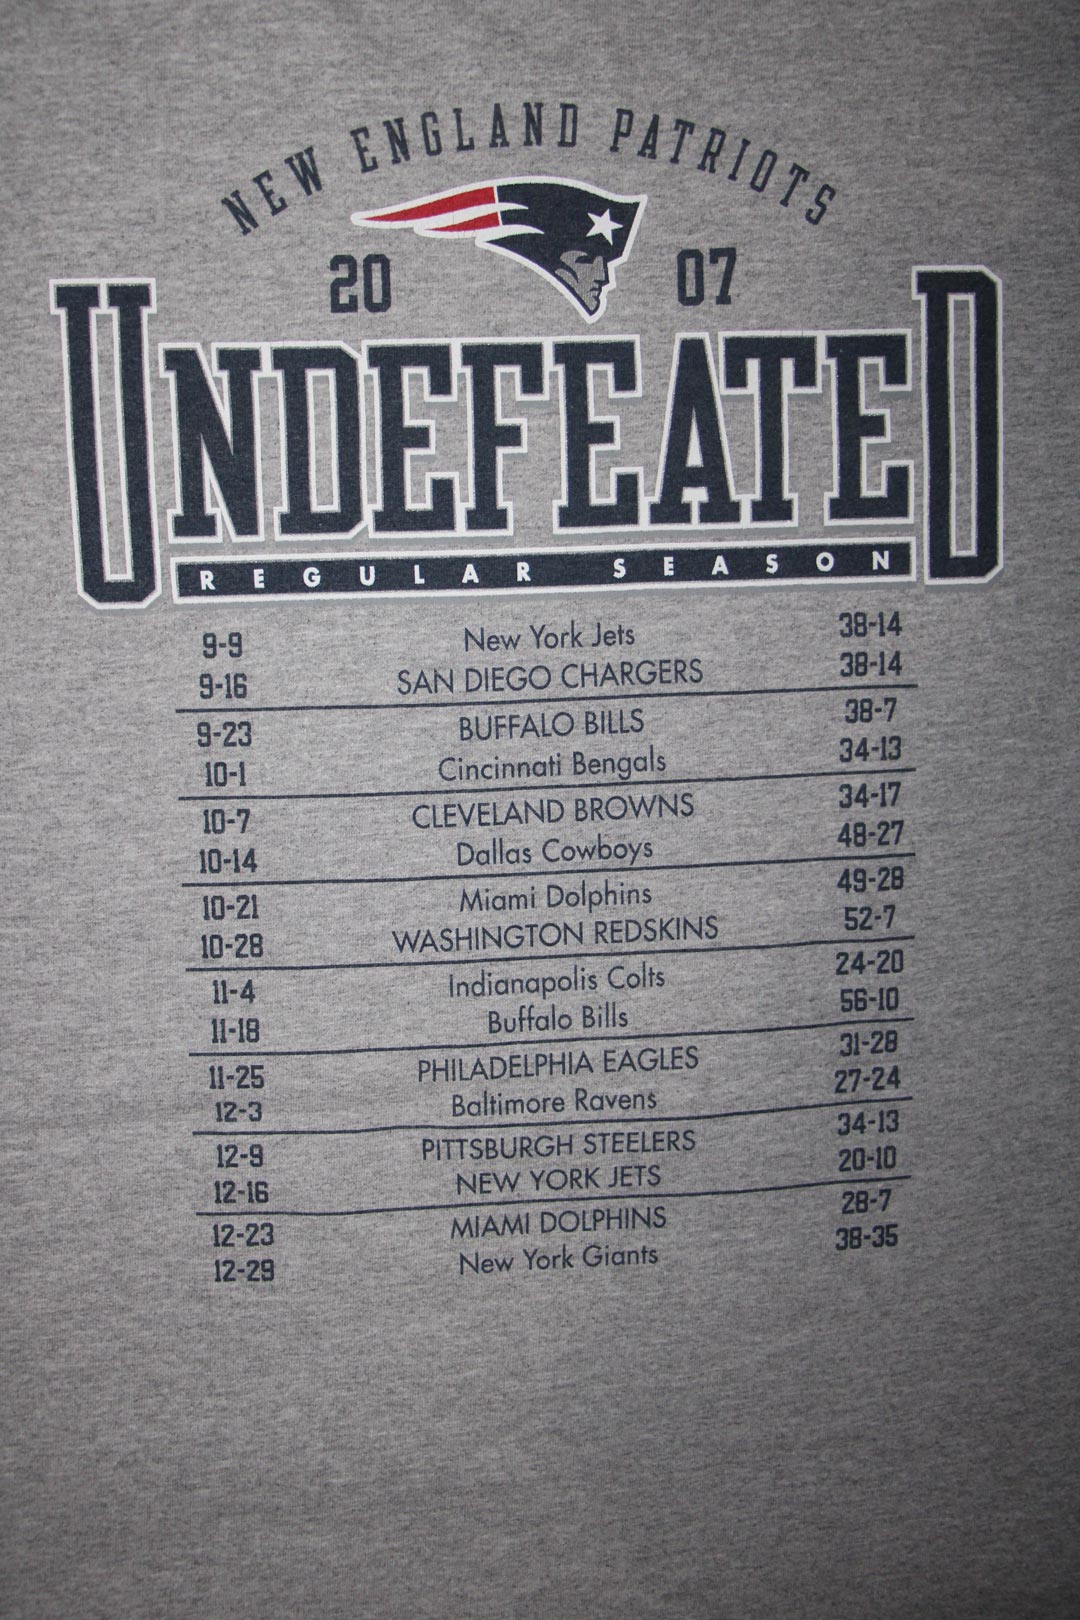 NEW ENGLAND PATRIOTS
20 07
UNDEFEATED
REGULAR SEASON
9-9 New York Jets 38-14
9-16 SAN DIEGO CHARGERS 38-14
9-23 BUFFALO BILLS 38-7
10-1 Cincinnati Bengals 34-13
10-7 CLEVELAND BROWNS 34-17
10-14 Dallas Cowboys 48-27
10-21 Miami Dolphins 49-28
10-28 WASHINGTON REDSKINS 52-7
11-4 Indianapolis Colts 24-20
11-18 Buffalo Bills 56-10
11-25 PHILADELPHIA EAGLES 31-28
12-3 Baltimore Ravens 27-24
12-9 PITTSBURGH STEELERS 34-13
12-16 NEW YORK JETS 20-10
12-23 MIAMI DOLPHINS 28-7
12-29 New York Giants 38-35